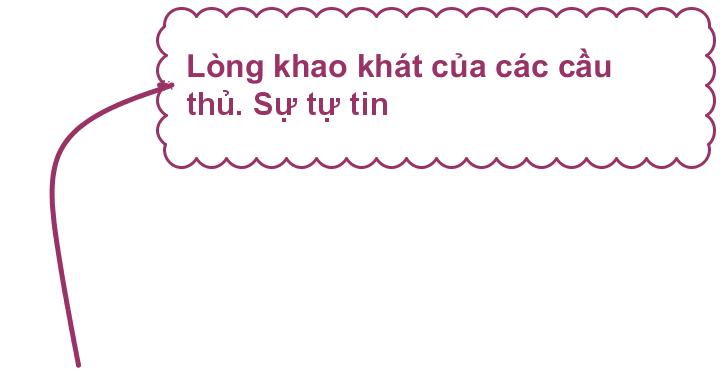 Lòng khao khát của các cầu
thủ. Sự tự tin